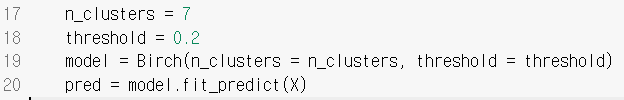 17 n_clusters = 7
18 threshold = 0.2
19 model = Birch(n_clusters = n_clusters, threshold = threshold)
20 pred = model.fit_predict(X)